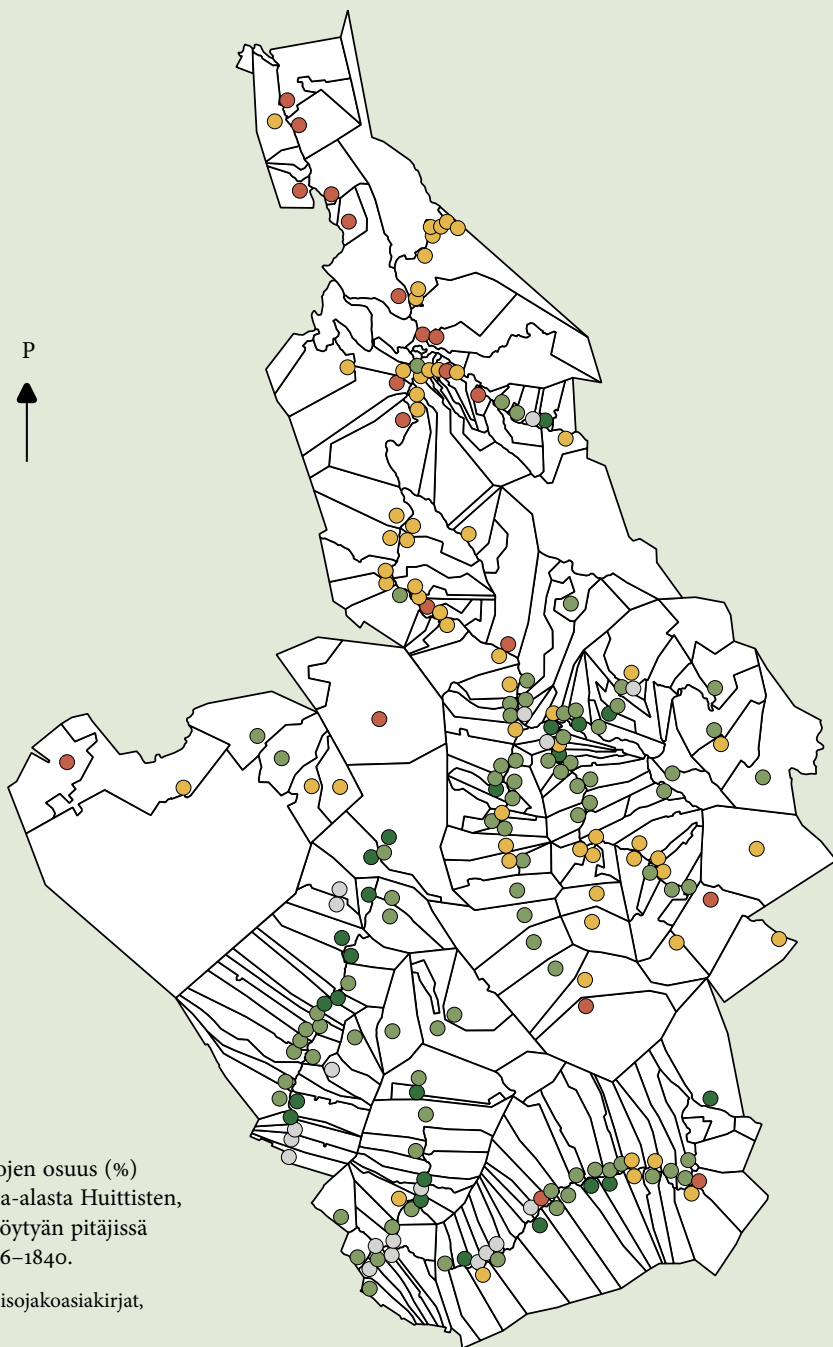 P
ojen osuus (%)
a-alasta Huittisten,
öytyän pitäjissä
6–1840.
isojakoasiakirjat,